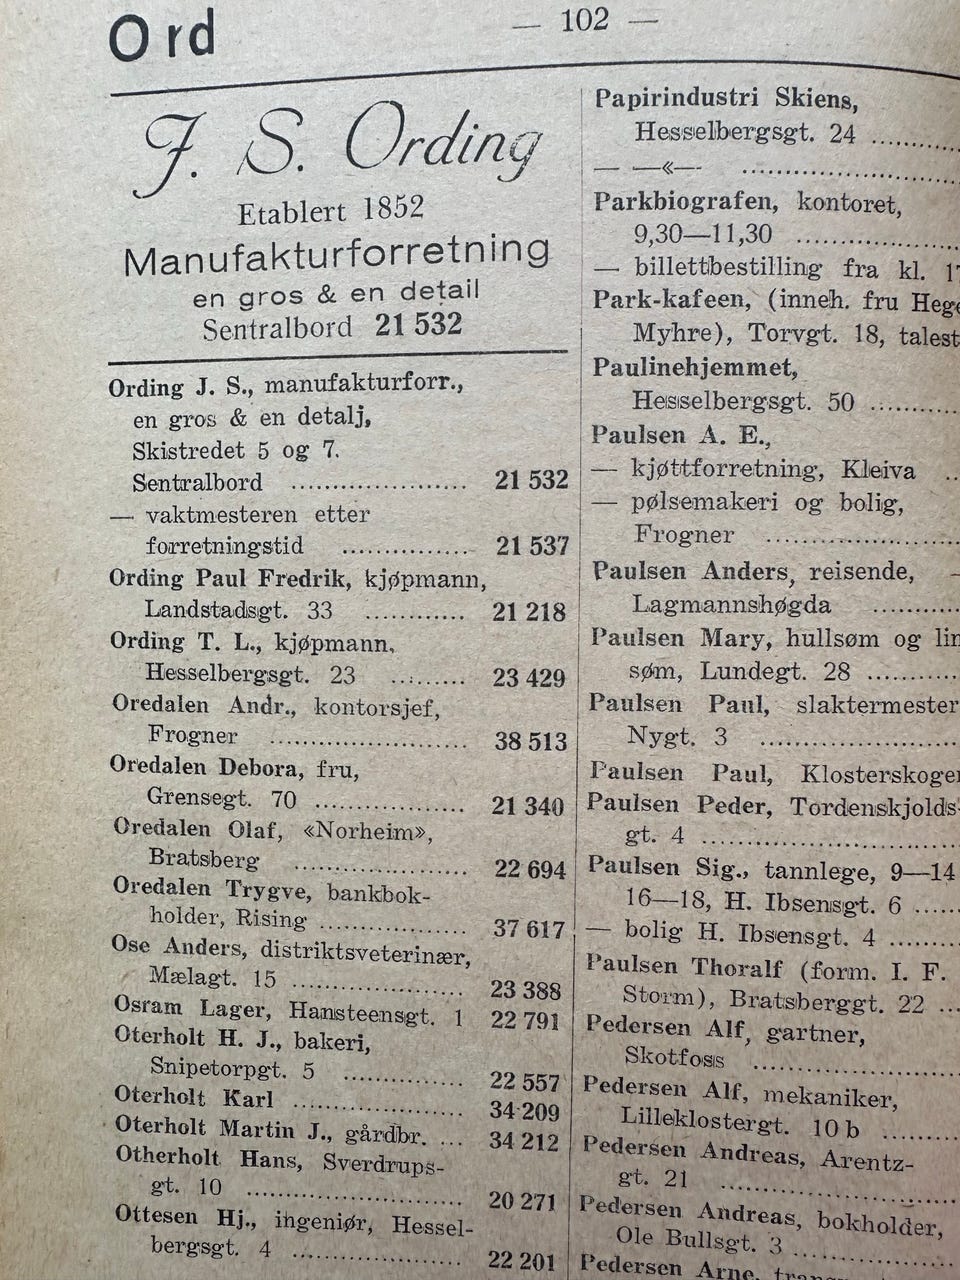 Ord
— 102 —
J. S. Ording
Etablert 1852
Manufakturforretning
en gros & en detail
Sentralbord 21 532
Ording J. S., manufakturforr.,
en gros & en detalj,
Skistredet 5 og 7.
Sentralbord .................... 21 532
— vaktmesteren etter
forretningstid .............. 21 537
Ording Paul Fredrik, kjøpmann,
Landstadsgt. 33 ............ 21 218
Ording T. L., kjøpmann,
Hesselbergsgt. 23 ......... 23 429
Oredalen Andr., kontorsjef,
Frogner ........................ 38 513
Oredalen Debora, fru,
Grensegt. 70 .................. 21 340
Oredalen Olaf, «Norheim»,
Bratsberg ..................... 22 694
Oredalen Trygve, bankbok-
holder, Rising .................. 37 617
Ose Anders, distriktsveterinær,
Mælagt. 15 ..................... 23 388
Osram Lager, Hansteensgt. 1 22 791
Oterholt H. J., bakeri,
Snipetorpgt. 5 ............... 22 557
Oterholt Karl ..................... 34 209
Oterholt Martin J., gårdbr. ... 34 212
Otherholt Hans, Sverdrups-
gt. 10 ........................... 20 271
Ottesen Hj., ingeniør, Hessel-
bergsgt. 4 ..................... 22 201
Papirindustri Skiens,
Hesselbergsgt. 24 ............
— —«— ........................
Parkbiografen, kontoret,
9,30—11,30 ..................
— billettbestilling fra kl.
Park-kafeen, (inneh. fru
Myhre), Torvgt. 18,
Paulinehjemmet,
Hesselbergsgt. 50 ............
Paulsen A. E.,
— kjøttforretning, Kleiva ..
— pølsemakeri og bolig,
Frogner .....................
Paulsen Anders, reisende,
Lagmannshøgda ............
Paulsen Mary, hullsøm og
søm, Lundegt. 28 ............
Paulsen Paul, slaktermester
Nygt. 3 .....................
Paulsen Paul, Klosterskogen
Paulsen Peder, Tordenskjolds-
gt. 4 ...........................
Paulsen Sig., tannlege, 9—14
16—18, H. Ibsensgt. 6 ......
— bolig H. Ibsensgt. 4 .........
Paulsen Thoralf (form. I. F.
Storm), Bratsberggt. 22 ...
Pedersen Alf, gartner,
Skotfoss .....................
Pedersen Alf, mekaniker,
Lilleklostergt. 10 b .........
Pedersen Andreas, Arentz-
gt. 21 ........................
Pedersen Andreas, bokholder,
Ole Bullsgt. 3 ...............
Pedersen Arne,